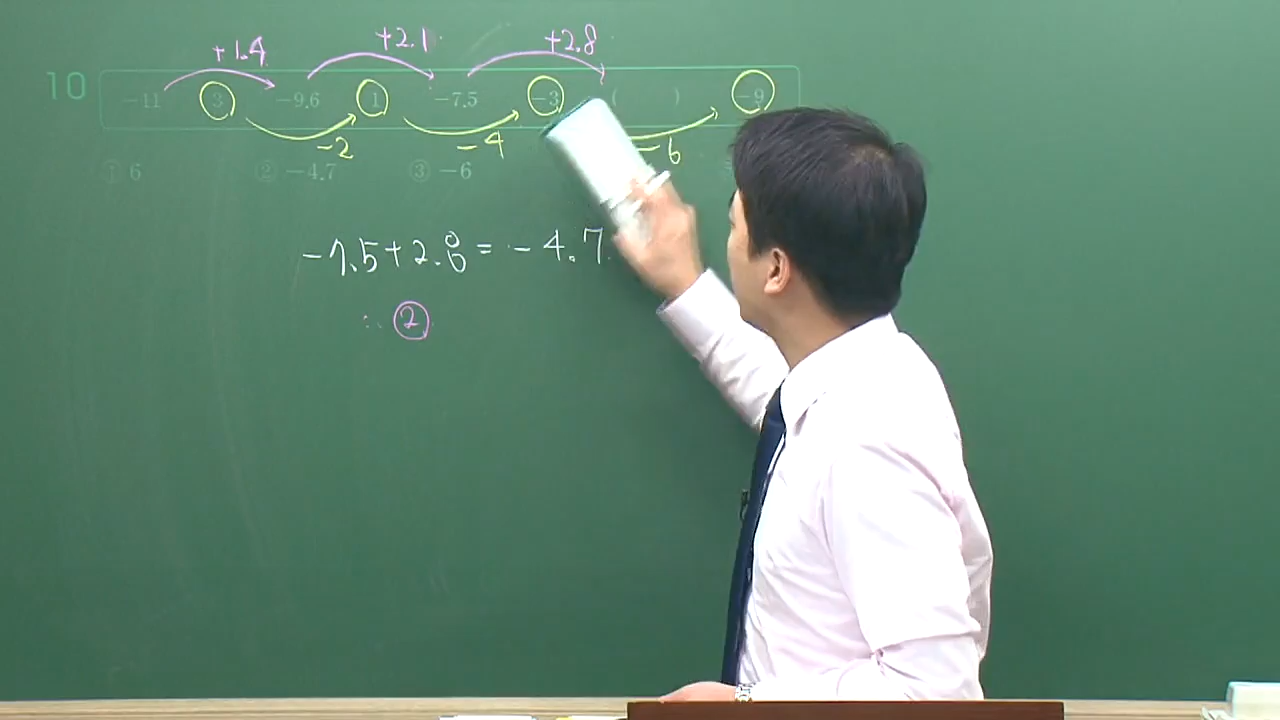 +1.4 +2.1 +2.8
10 -11 3 -9.6 1 -7.5 -3 ( ) -9
-2 -4 -6
① 6 ② -4.7 ③ -6
-7.5+2.8=-4.7
∴ ②